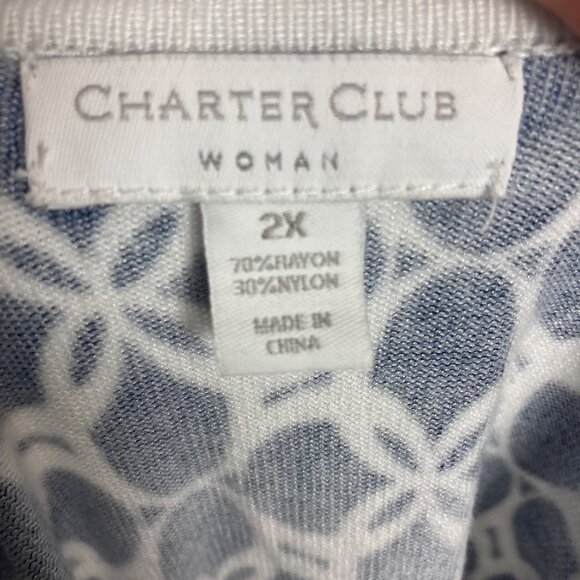 CHARTER CLUB
WOMAN
2X
70%RAYON
30%NYLON
MADE IN
CHINA